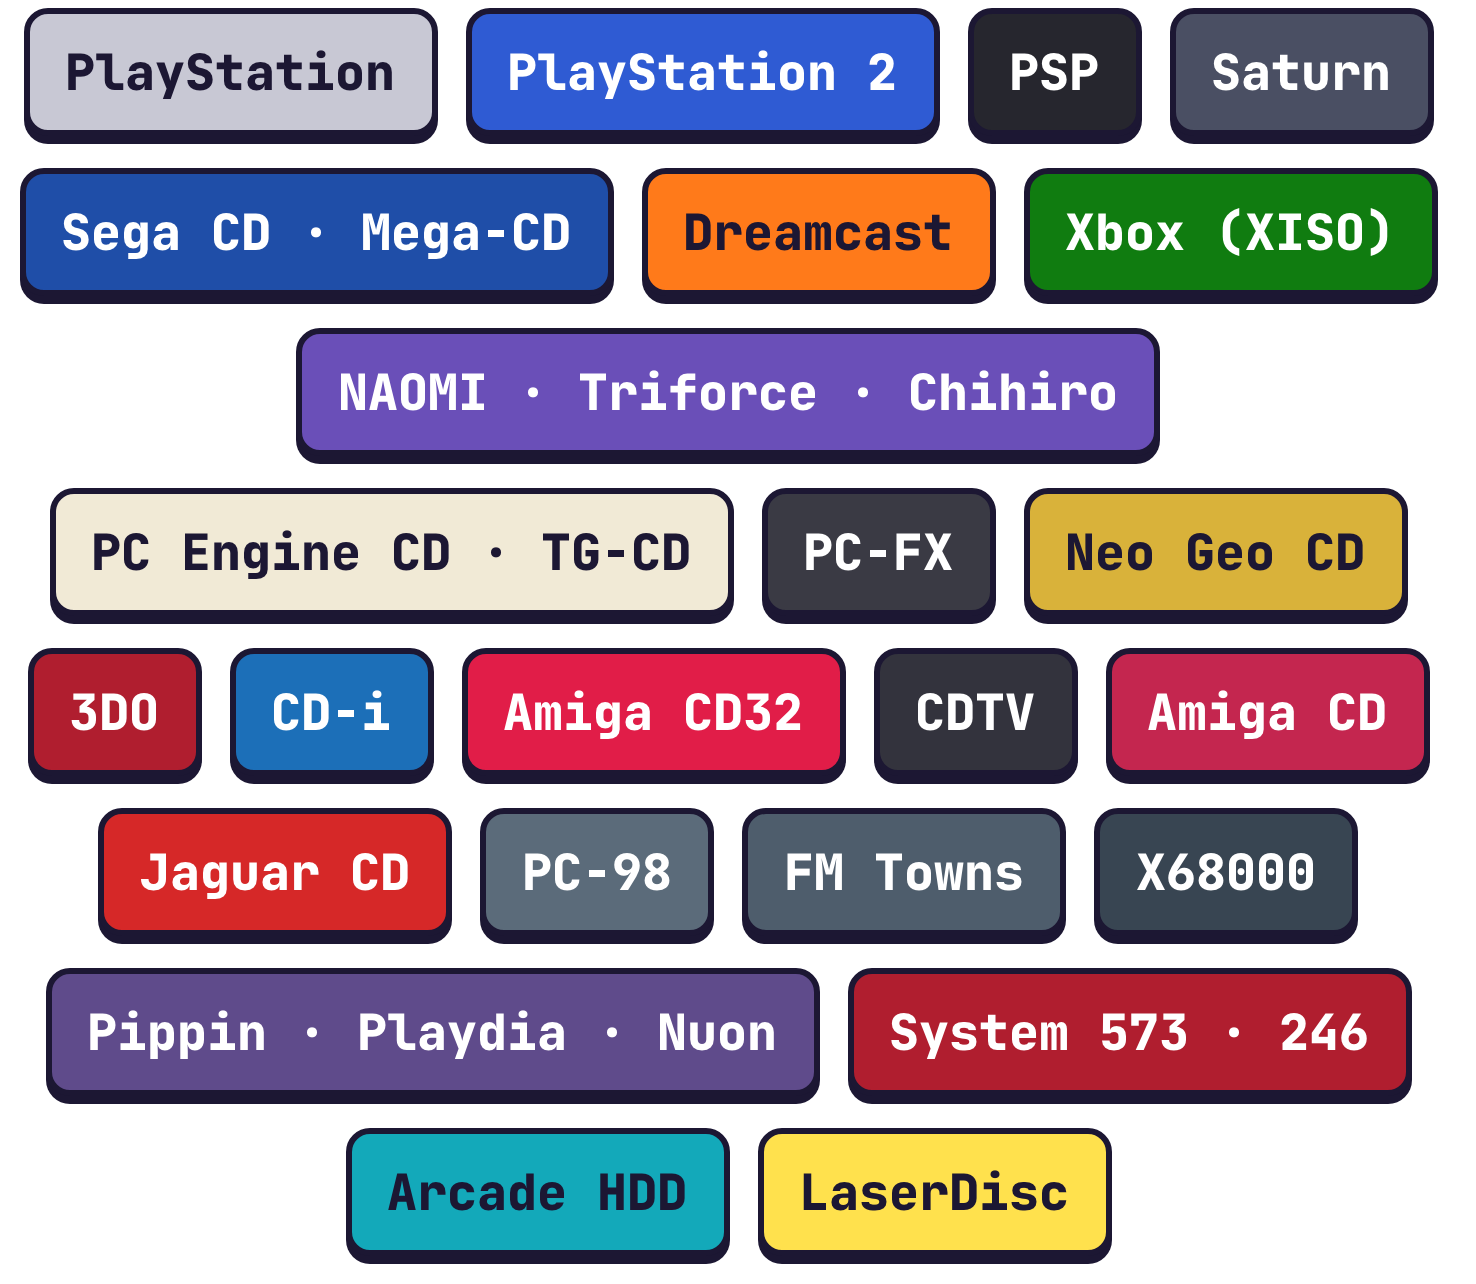 PlayStation PlayStation 2 PSP Saturn
Sega CD · Mega-CD Dreamcast Xbox (XISO)
NAOMI · Triforce · Chihiro
PC Engine CD · TG-CD PC-FX Neo Geo CD
3DO CD-i Amiga CD32 CDTV Amiga CD
Jaguar CD PC-98 FM Towns X68000
Pippin · Playdia · Nuon System 573 · 246
Arcade HDD LaserDisc